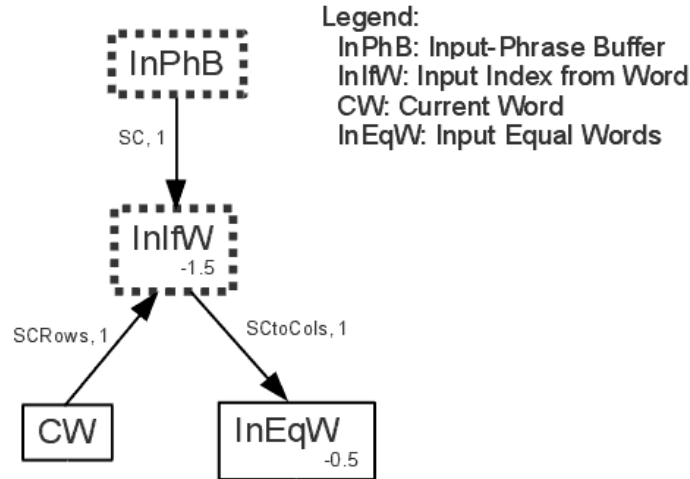 Legend:
InPhB: Input-Phrase Buffer
InIfW: Input Index from Word
CW: Current Word
InEqW: Input Equal Words
InPhB
SC, 1
InIfW
-1.5
SCRows, 1
SCtoCols, 1
CW
InEqW
-0.5